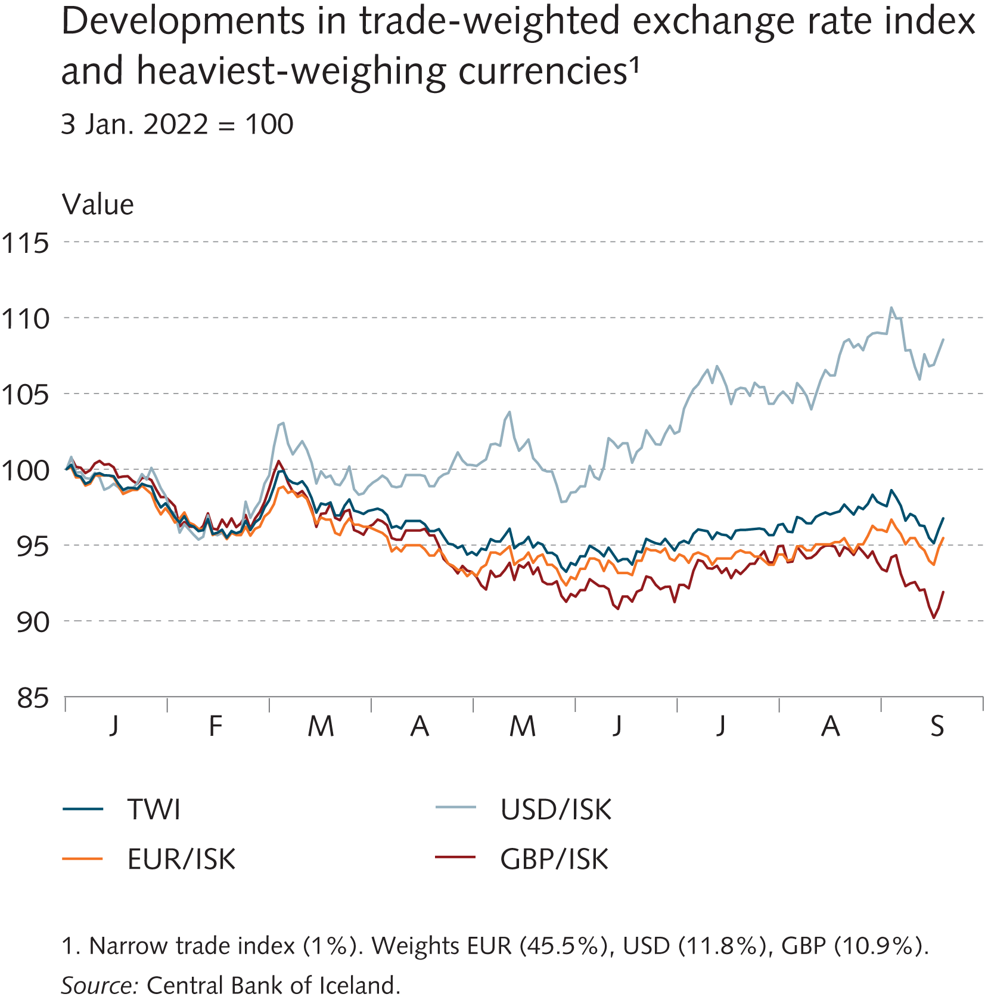 Developments in trade-weighted exchange rate index
and heaviest-weighing currencies¹
3 Jan. 2022 = 100
Value
115
110
105
100
95
90
85
J F M A M J J A S
TWI
USD/ISK
EUR/ISK
GBP/ISK
1. Narrow trade index (1%). Weights EUR (45.5%), USD (11.8%), GBP (10.9%).
Source: Central Bank of Iceland.